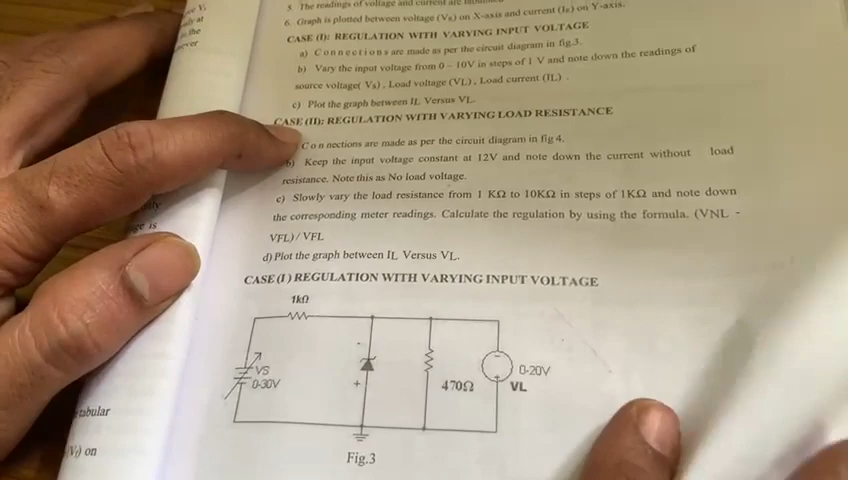 5. The readings of voltage and current are
6. Graph is plotted between voltage (Vs) on X-axis and current (Is) on Y-axis.
CASE (I): REGULATION WITH VARYING INPUT VOLTAGE
a) Connections are made as per the circuit diagram in fig.3.
b) Vary the input voltage from 0 – 10V in steps of 1 V and note down the readings of
source voltage( Vs) , Load voltage (VL) , Load current (IL) .
c) Plot the graph between IL Versus VL.
CASE (II): REGULATION WITH VARYING LOAD RESISTANCE
Connections are made as per the circuit diagram in fig 4.
b) Keep the input voltage constant at 12V and note down the current without load
resistance. Note this as No load voltage.
c) Slowly vary the load resistance from 1 KΩ to 10KΩ in steps of 1KΩ and note down
the corresponding meter readings. Calculate the regulation by using the formula. (VNL -
VFL)/ VFL
d) Plot the graph between IL Versus VL.
CASE (I ) REGULATION WITH VARYING INPUT VOLTAGE
1kΩ
-
+
VS
0-30V
470Ω
-
+
0-20V
VL
Fig.3
V,
at
the
ever
ge is
tabular
on